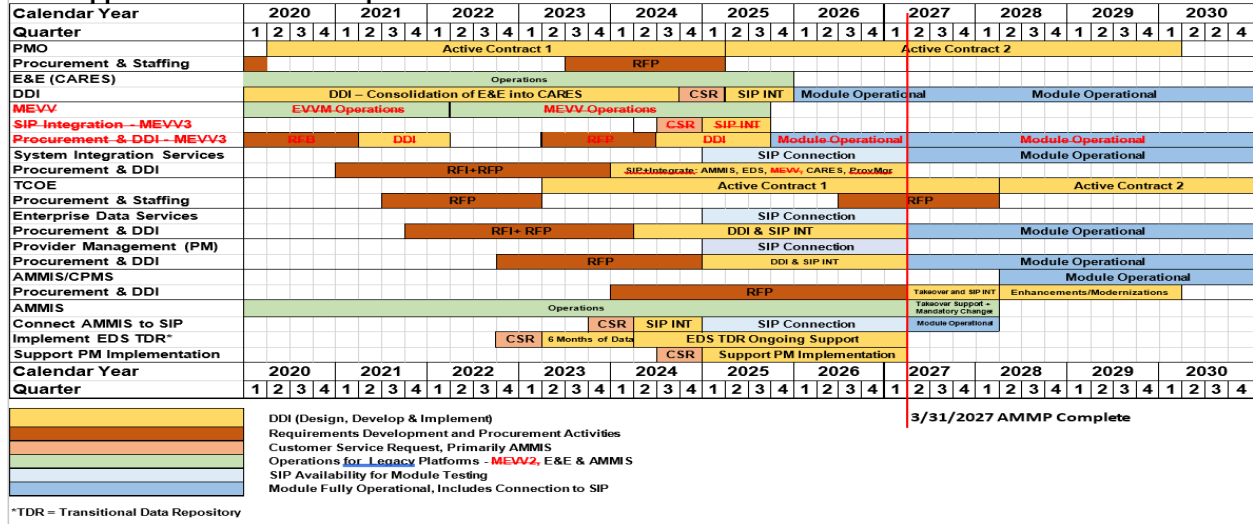 Calendar Year 2020 2021 2022 2023 2024 2025 2026 2027 2028 2029 2030
Quarter 1 2 3 4 1 2 3 4 1 2 3 4 1 2 3 4 1 2 3 4 1 2 3 4 1 2 3 4 1 2 3 4 1 2 3 4 1 2 3 4 1 2 2 4
PMO Active Contract 1 Active Contract 2
Procurement & Staffing RFP
E&E (CARES) Operations
DDI DDI – Consolidation of E&E into CARES CSR SIP INT Module Operational Module Operational
MEVV EVVM Operations MEVV Operations
SIP Integration - MEVV3 CSR SIP INT
Procurement & DDI - MEVV3 RFB DDI RFP DDI Module Operational Module Operational
System Integration Services SIP Connection Module Operational
Procurement & DDI RFI+RFP SIP+Integrate: AMMIS, EDS, MEVV, CARES, ProvMgr
TCOE Active Contract 1 Active Contract 2
Procurement & Staffing RFP RFP
Enterprise Data Services SIP Connection
Procurement & DDI RFI+ RFP DDI & SIP INT Module Operational
Provider Management (PM) SIP Connection
Procurement & DDI RFP DDI & SIP INT Module Operational
AMMIS/CPMS Module Operational
Procurement & DDI RFP Takeover and SIP INT Enhancements/Modernizations
AMMIS Operations Takeover Support + Mandatory Changes
Connect AMMIS to SIP CSR SIP INT SIP Connection Module Operational
Implement EDS TDR* CSR 6 Months of Data EDS TDR Ongoing Support
Support PM Implementation CSR Support PM Implementation
Calendar Year 2020 2021 2022 2023 2024 2025 2026 2027 2028 2029 2030
Quarter 1 2 3 4 1 2 3 4 1 2 3 4 1 2 3 4 1 2 3 4 1 2 3 4 1 2 3 4 1 2 3 4 1 2 3 4 1 2 3 4 1 2 2 4
3/31/2027 AMMP Complete
DDI (Design, Develop & Implement)
Requirements Development and Procurement Activities
Customer Service Request, Primarily AMMIS
Operations for Legacy Platforms - MEVV2, E&E & AMMIS
SIP Availability for Module Testing
Module Fully Operational, Includes Connection to SIP
*TDR = Transitional Data Repository